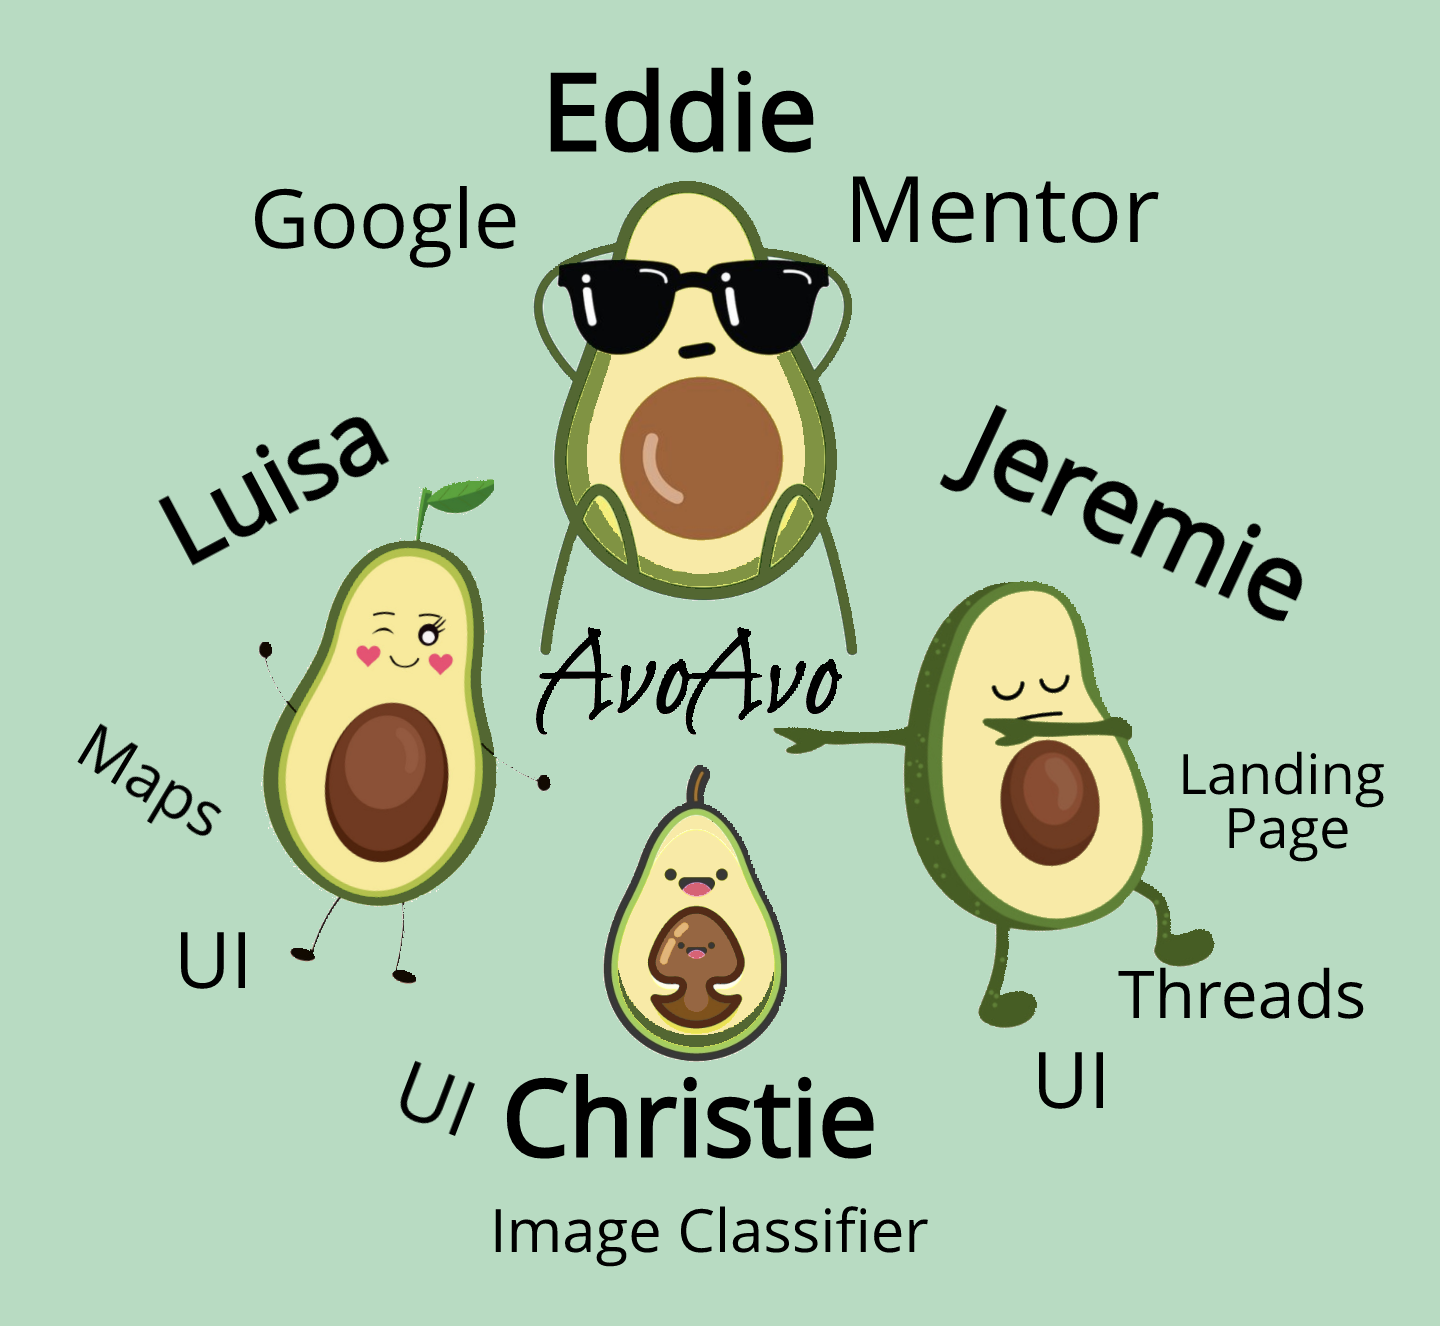 Eddie
Google
Mentor
Luisa
Jeremie
AvoAvo
Maps
Landing
Page
UI
Threads
UI
UI
Christie
Image Classifier